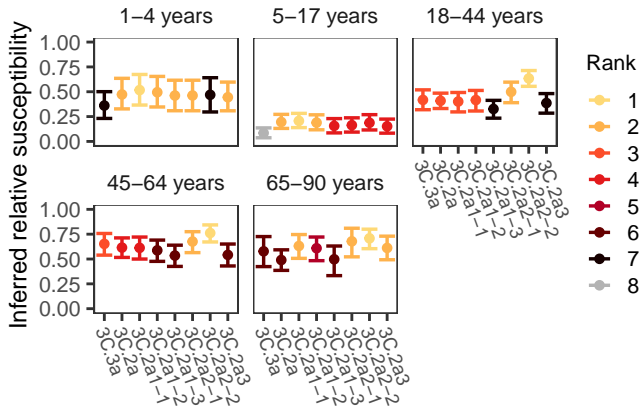 1−4 years
5−17 years
18−44 years
Inferred relative susceptibility
1.00
0.75
0.50
0.25
0.00
3C.3a
3C.2a
3C.2a1−1
3C.2a1−2
3C.2a1−3
3C.2a2−1
3C.2a2−2
3C.2a3
45−64 years
65−90 years
1.00
0.75
0.50
0.25
0.00
3C.3a
3C.2a
3C.2a1−1
3C.2a1−2
3C.2a1−3
3C.2a2−1
3C.2a2−2
3C.2a3
3C.3a
3C.2a
3C.2a1−1
3C.2a1−2
3C.2a1−3
3C.2a2−1
3C.2a2−2
3C.2a3
Rank
1
2
3
4
5
6
7
8